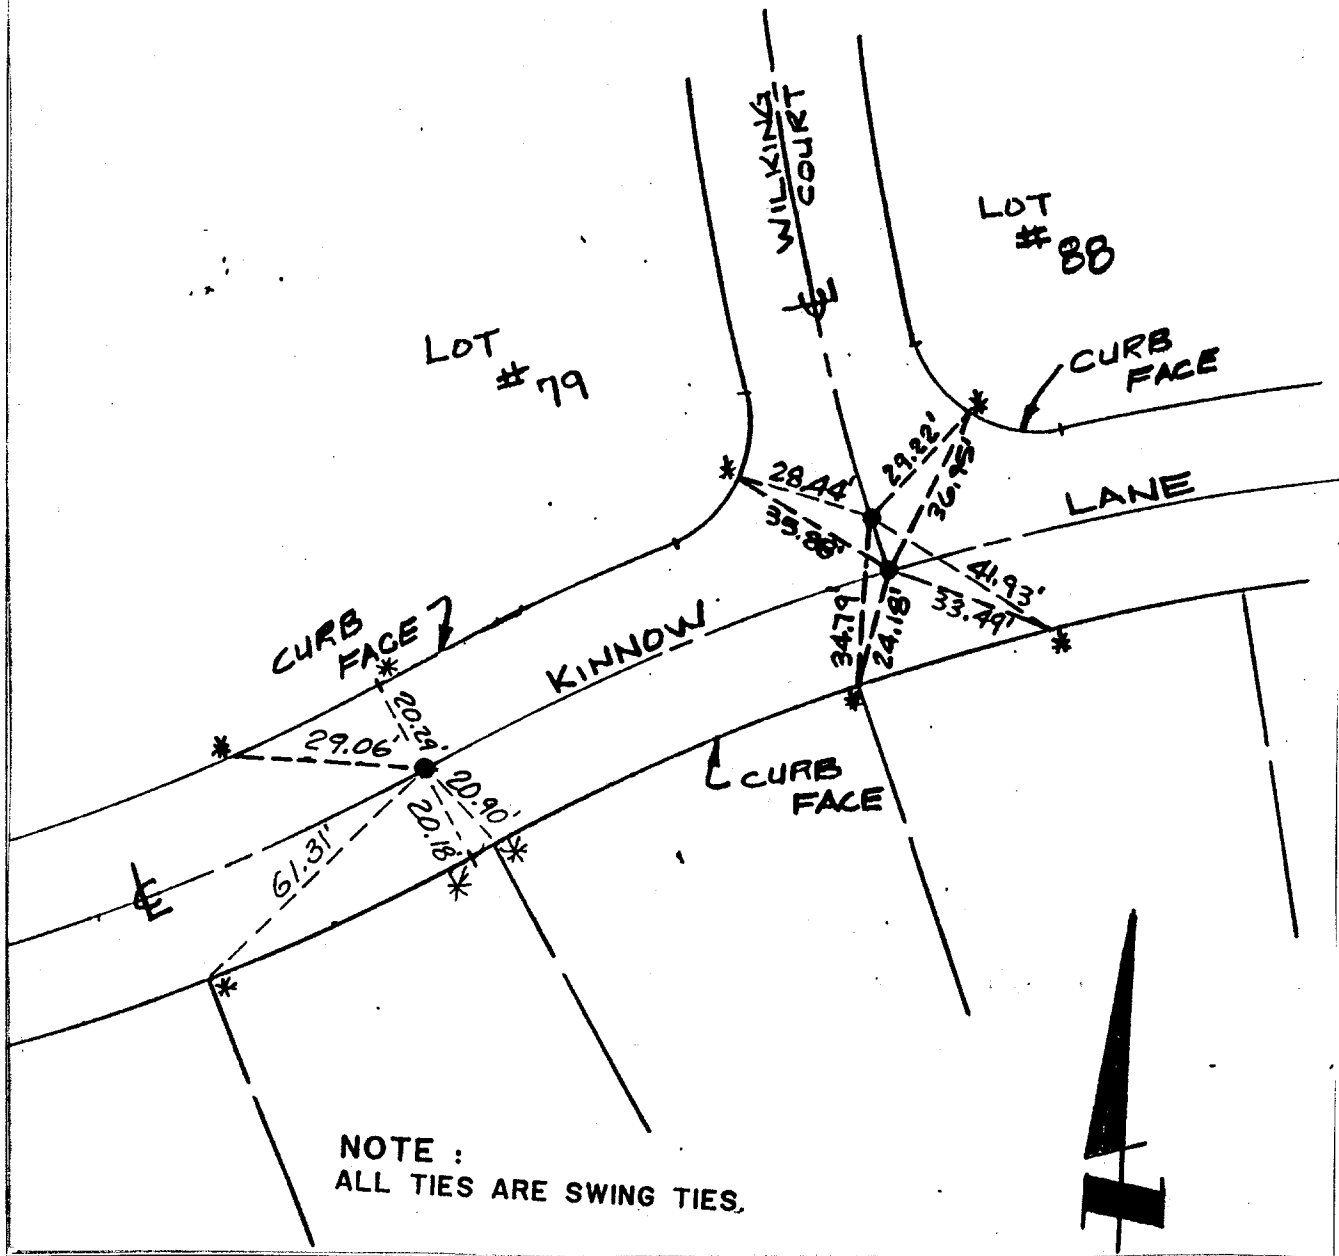 WILKING
COURT
℄
LOT
# 88
LOT
# 79
CURB
FACE
29.22'
36.95'
28.44'
35.88'
LANE
41.93'
33.49'
34.79
24.18'
KINNOW
CURB
FACE
20.29'
29.06'
20.90'
20.18'
61.31'
CURB
FACE
℄
NOTE :
ALL TIES ARE SWING TIES.